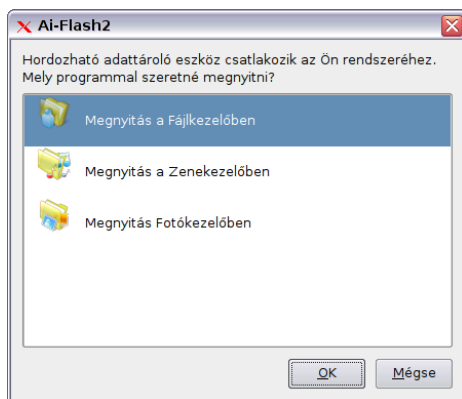 Ai-Flash2
Hordozható adattároló eszköz csatlakozik az Ön rendszeréhez.
Mely programmal szeretné megnyitni?
Megnyitás a Fájlkezelőben
Megnyitás a Zenekezelőben
Megnyitás Fotókezelőben
OK Mégse